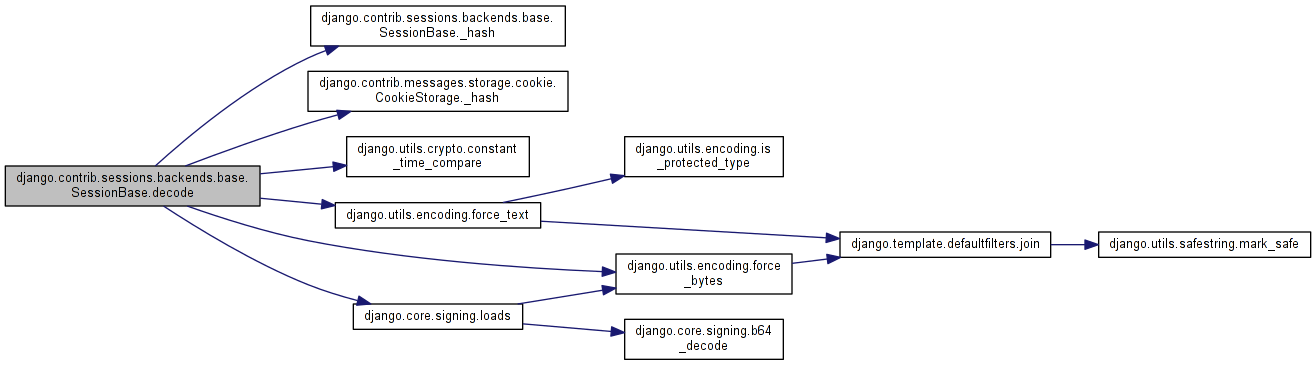 django.contrib.sessions.backends.base.
SessionBase._hash
django.contrib.messages.storage.cookie.
CookieStorage._hash
django.utils.crypto.constant
_time_compare
django.utils.encoding.is
_protected_type
django.contrib.sessions.backends.base.
SessionBase.decode
django.utils.encoding.force_text
django.template.defaultfilters.join
django.utils.safestring.mark_safe
django.utils.encoding.force
_bytes
django.core.signing.loads
django.core.signing.b64
_decode